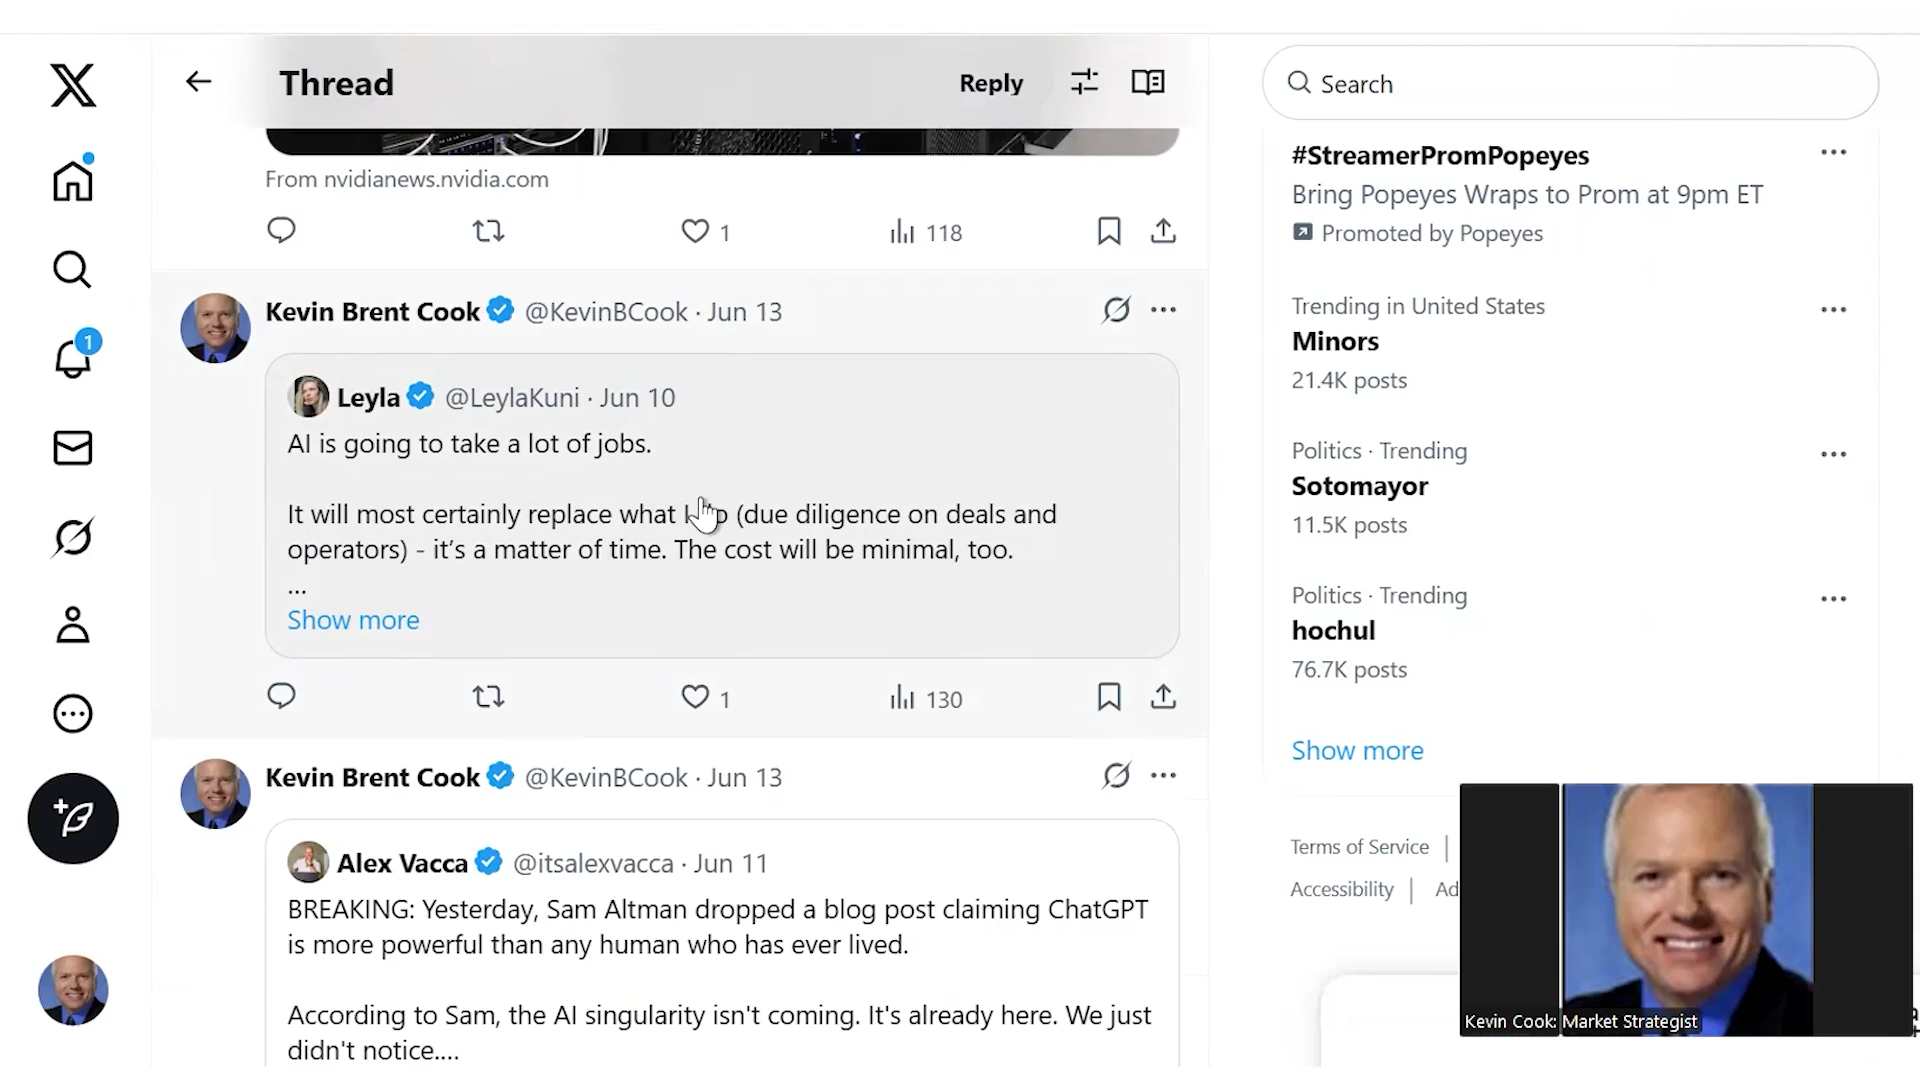 Thread
Reply
From nvidianews.nvidia.com
1
118
Kevin Brent Cook @KevinBCook · Jun 13
Leyla @LeylaKuni · Jun 10
AI is going to take a lot of jobs.
It will most certainly replace what (due diligence on deals and
operators) - it’s a matter of time. The cost will be minimal, too.
...
Show more
1
130
Kevin Brent Cook @KevinBCook · Jun 13
Alex Vacca @itsalexvacca · Jun 11
BREAKING: Yesterday, Sam Altman dropped a blog post claiming ChatGPT
is more powerful than any human who has ever lived.
According to Sam, the AI singularity isn't coming. It's already here. We just
didn't notice....
1
Search
#StreamerPromPopeyes
Bring Popeyes Wraps to Prom at 9pm ET
Promoted by Popeyes
Trending in United States
Minors
21.4K posts
Politics · Trending
Sotomayor
11.5K posts
Politics · Trending
hochul
76.7K posts
Show more
Terms of Service |
Accessibility |
Kevin Cook: Market Strategist